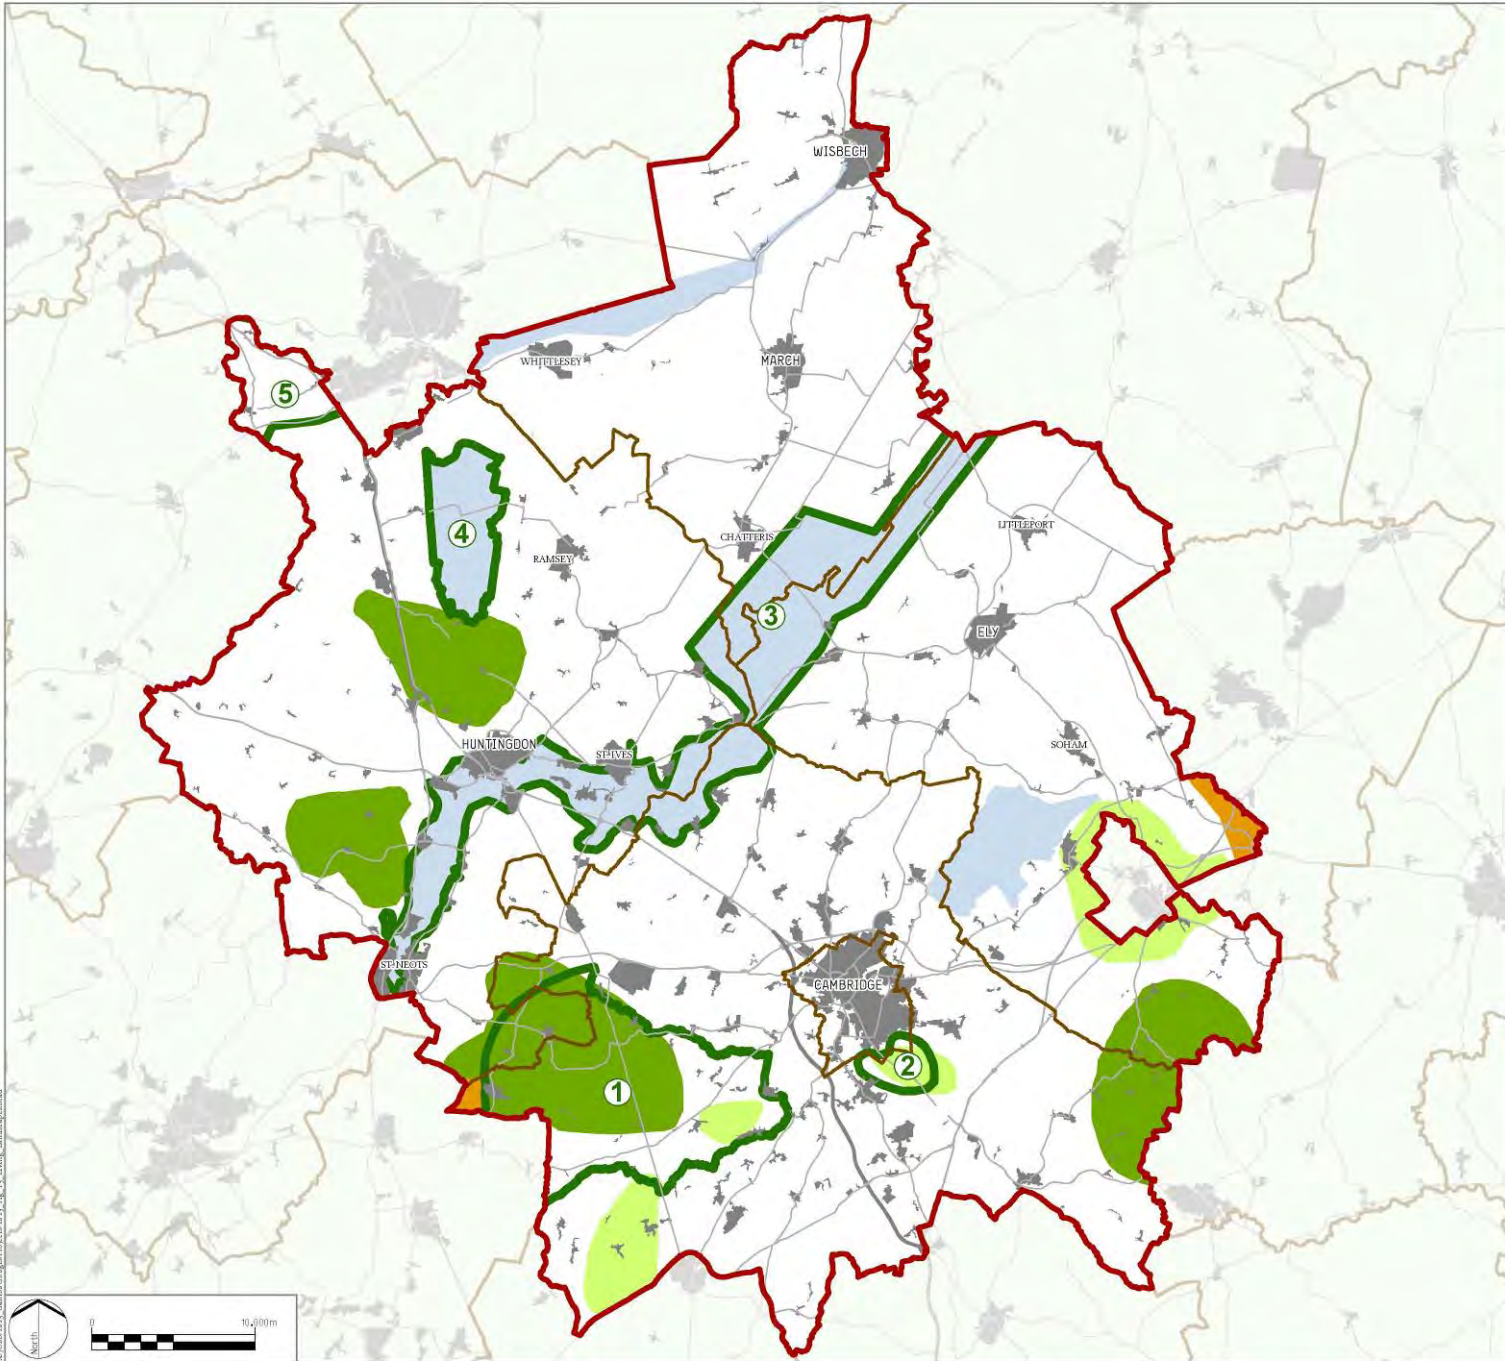 WISBECH
WHITTLESEY
MARCH
5
4
CHATTERIS
LITTLEPORT
RAMSEY
3
ELY
HUNTINGDON
ST IVES
SOHAM
ST NEOTS
CAMBRIDGE
2
1
North
0 10,000m